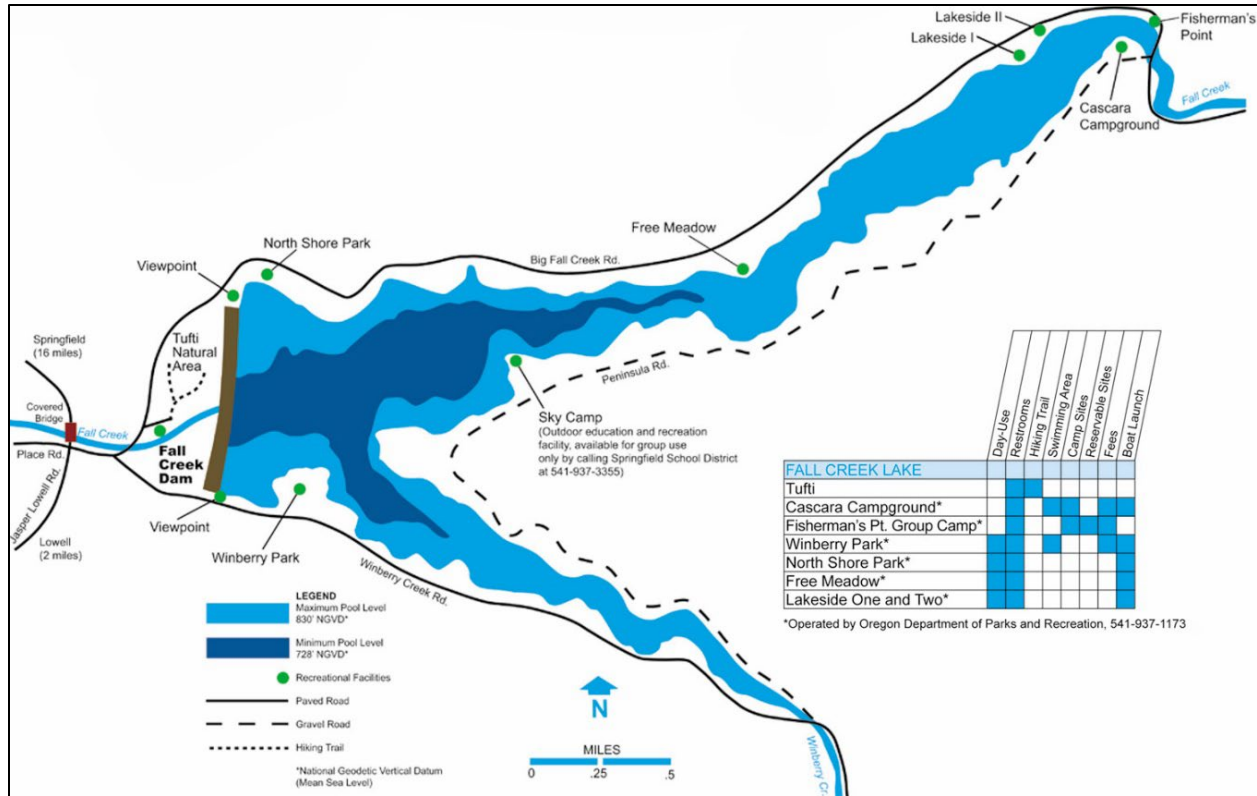 Lakeside II
Lakeside I
Fisherman's
Point
Fall Creek
Cascara
Campground
Free Meadow
North Shore Park
Viewpoint
Big Fall Creek Rd.
Springfield
(16 miles)
Tufti
Natural
Area
Peninsula Rd.
Covered
Bridge
Fall Creek
Sky Camp
(Outdoor education and recreation
facility, available for group use
only by calling Springfield School District
at 541-937-3355)
Place Rd.
Fall
Creek
Dam
Jasper Lowell Rd.
Viewpoint
Lowell
(2 miles)
Winberry Park
Winberry Creek Rd.
Day-Use
Restrooms
Hiking Trail
Swimming Area
Camp Sites
Reservable Sites
Fees
Boat Launch
FALL CREEK LAKE
Tufti
Cascara Campground*
Fisherman's Pt. Group Camp*
Winberry Park*
North Shore Park*
Free Meadow*
Lakeside One and Two*
*Operated by Oregon Department of Parks and Recreation, 541-937-1173
LEGEND
Maximum Pool Level
830' NGVD*
Minimum Pool Level
728' NGVD*
Recreational Facilities
Paved Road
Gravel Road
Hiking Trail
*National Geodetic Vertical Datum
(Mean Sea Level)
N
MILES
0 .25 .5
Winberry Cr.